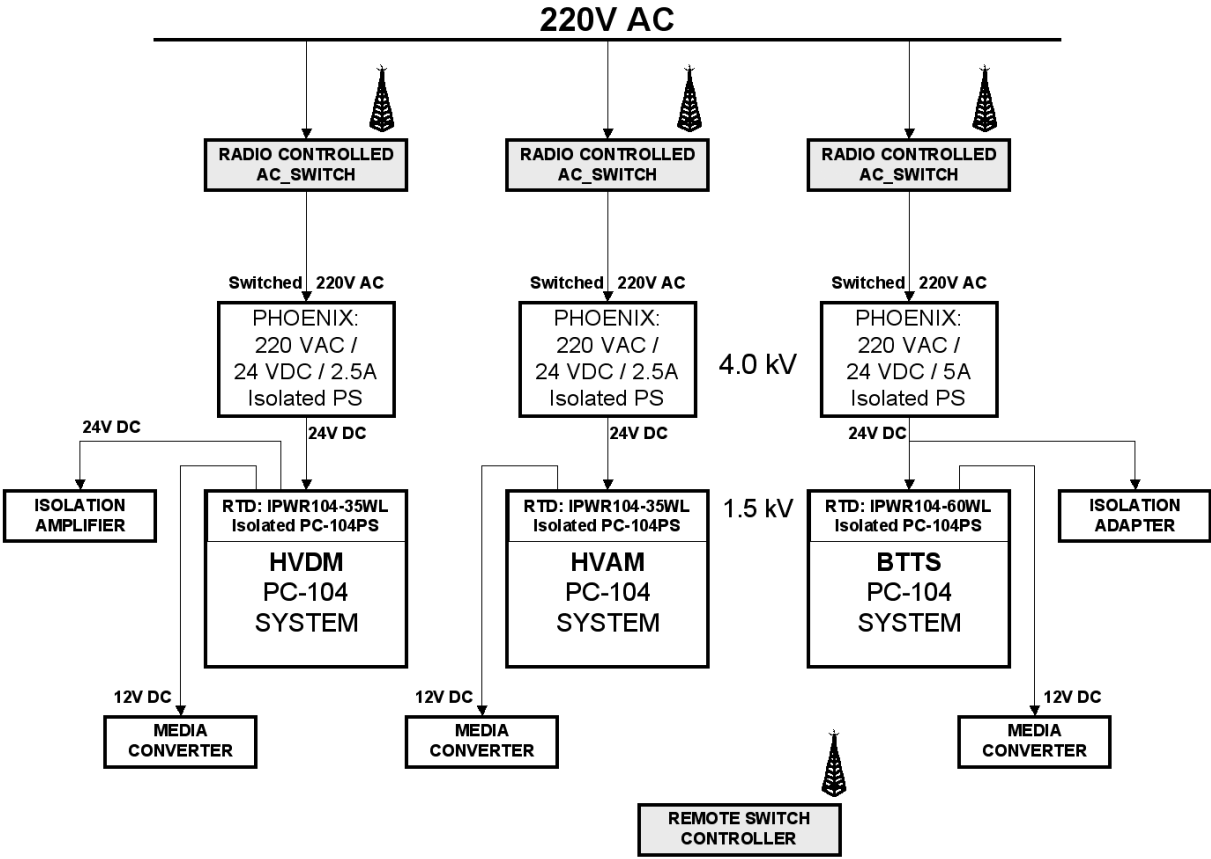 220V AC
RADIO CONTROLLED
AC_SWITCH
RADIO CONTROLLED
AC_SWITCH
RADIO CONTROLLED
AC_SWITCH
Switched 220V AC
Switched 220V AC
Switched 220V AC
PHOENIX:
220 VAC /
24 VDC / 2.5A
Isolated PS
PHOENIX:
220 VAC /
24 VDC / 2.5A
Isolated PS
4.0 kV
PHOENIX:
220 VAC /
24 VDC / 5A
Isolated PS
24V DC
24V DC
24V DC
24V DC
ISOLATION
AMPLIFIER
RTD: IPWR104-35WL
Isolated PC-104PS
HVDM
PC-104
SYSTEM
RTD: IPWR104-35WL
Isolated PC-104PS
HVAM
PC-104
SYSTEM
1.5 kV
RTD: IPWR104-60WL
Isolated PC-104PS
BTTS
PC-104
SYSTEM
ISOLATION
ADAPTER
12V DC
MEDIA
CONVERTER
12V DC
MEDIA
CONVERTER
12V DC
MEDIA
CONVERTER
REMOTE SWITCH
CONTROLLER